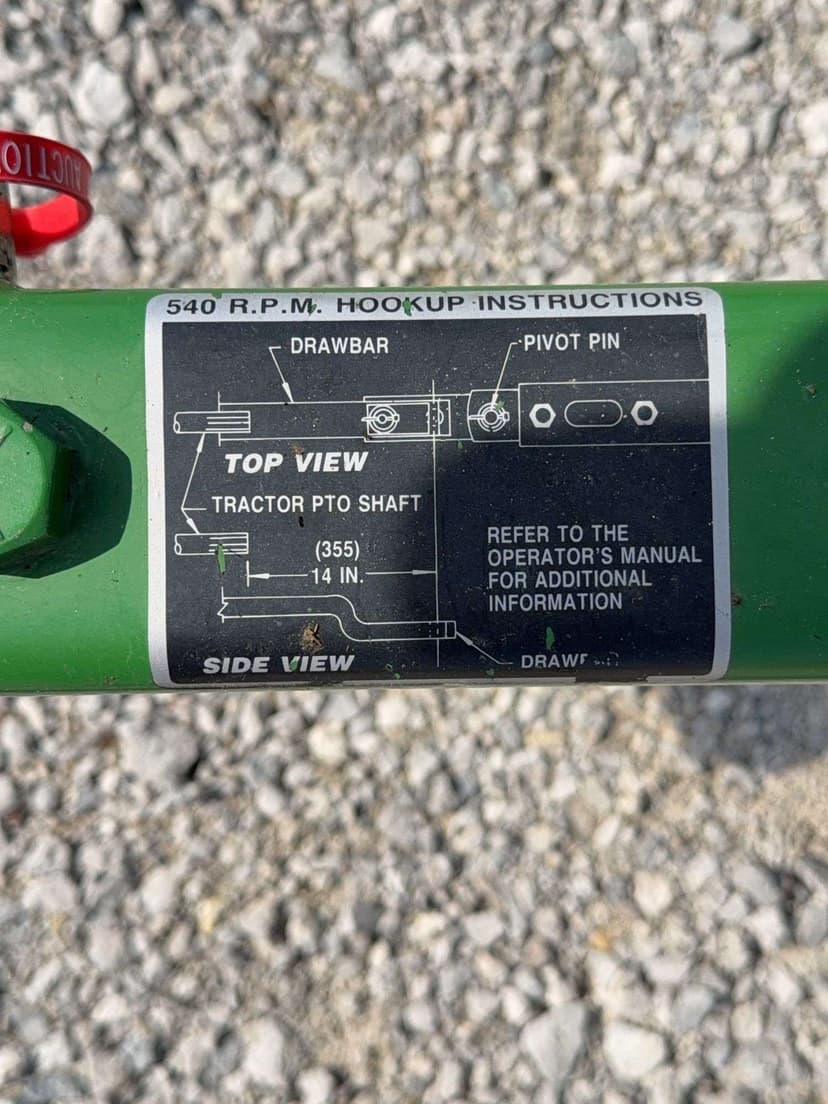 AUCTIO
540 R.P.M. HOOKUP INSTRUCTIONS
DRAWBAR
PIVOT PIN
TOP VIEW
TRACTOR PTO SHAFT
(355)
14 IN.
REFER TO THE
OPERATOR'S MANUAL
FOR ADDITIONAL
INFORMATION
SIDE VIEW